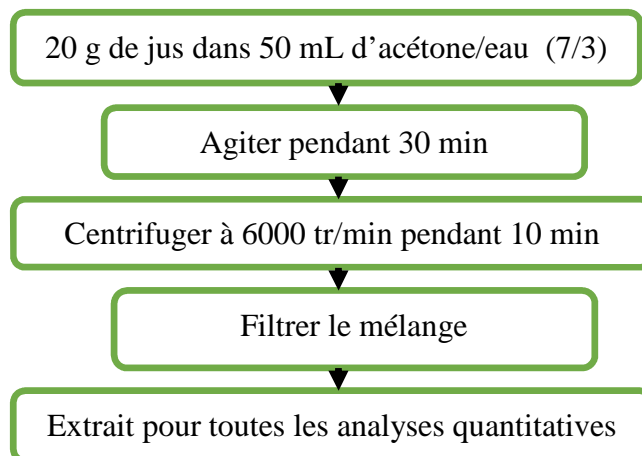 20 g de jus dans 50 mL d’acétone/eau (7/3)
Agiter pendant 30 min
Centrifuger à 6000 tr/min pendant 10 min
Filtrer le mélange
Extrait pour toutes les analyses quantitatives